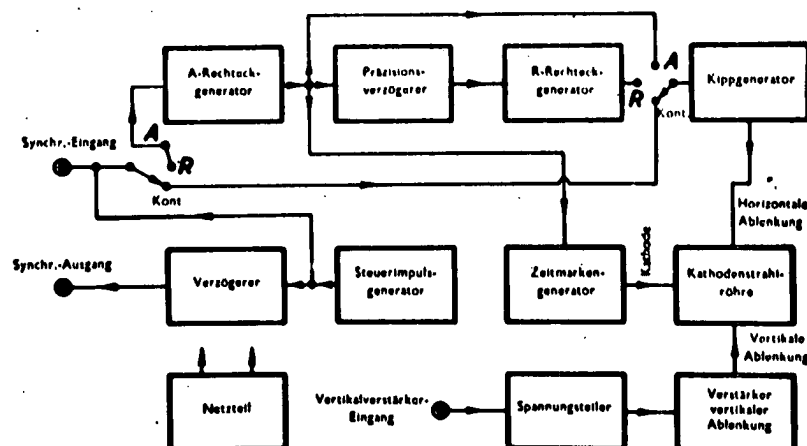 A-Rechteck-
generator
Präzisions-
verzögerer
R-Rechteck-
generator
A
R
Kont.
Kippgenerator
Synchr.-Eingang
A
R
Kont
Horizontale
Ablenkung
Synchr.-Ausgang
Verzögerer
Steuerimpuls-
generator
Zeitmarken-
generator
Kathode
Kathodenstrahl-
röhre
Vertikale
Ablenkung
Netzteil
Vertikalverstärker-
Eingang
Spannungsteiler
Verstärker
vertikaler
Ablenkung